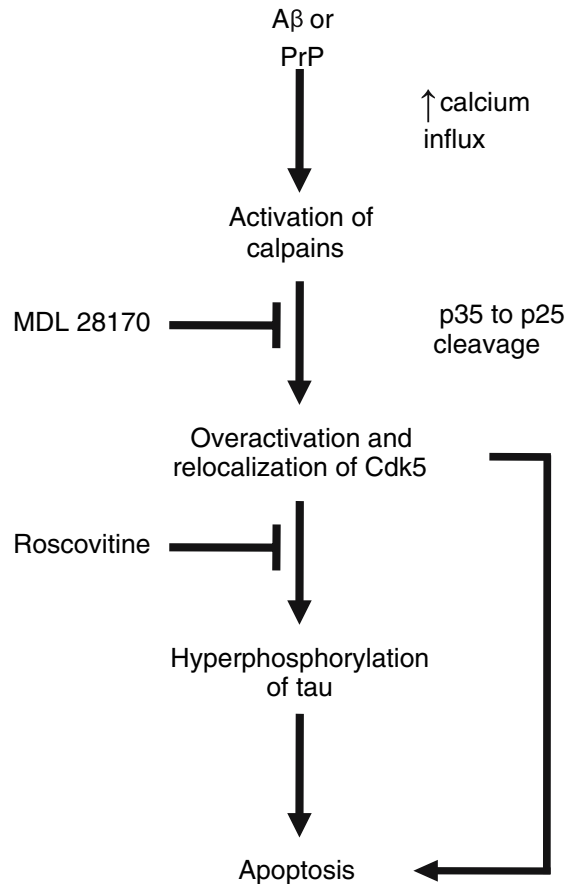 Aβ or
PrP
↑calcium
influx
Activation of
calpains
MDL 28170
p35 to p25
cleavage
Overactivation and
relocalization of Cdk5
Roscovitine
Hyperphosphorylation
of tau
Apoptosis